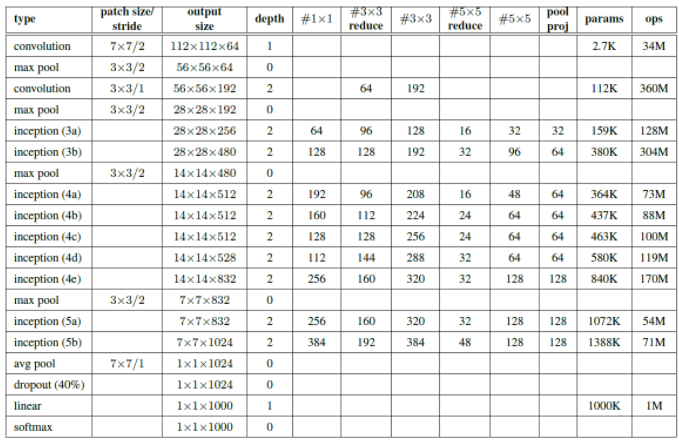 type patch size/ stride output size depth #1×1 #3×3 reduce #3×3 #5×5 reduce #5×5 pool proj params ops
convolution 7×7/2 112×112×64 1 2.7K 34M
max pool 3×3/2 56×56×64 0
convolution 3×3/1 56×56×192 2 64 192 112K 360M
max pool 3×3/2 28×28×192 0
inception (3a) 28×28×256 2 64 96 128 16 32 32 159K 128M
inception (3b) 28×28×480 2 128 128 192 32 96 64 380K 304M
max pool 3×3/2 14×14×480 0
inception (4a) 14×14×512 2 192 96 208 16 48 64 364K 73M
inception (4b) 14×14×512 2 160 112 224 24 64 64 437K 88M
inception (4c) 14×14×512 2 128 128 256 24 64 64 463K 100M
inception (4d) 14×14×528 2 112 144 288 32 64 64 580K 119M
inception (4e) 14×14×832 2 256 160 320 32 128 128 840K 170M
max pool 3×3/2 7×7×832 0
inception (5a) 7×7×832 2 256 160 320 32 128 128 1072K 54M
inception (5b) 7×7×1024 2 384 192 384 48 128 128 1388K 71M
avg pool 7×7/1 1×1×1024 0
dropout (40%) 1×1×1024 0
linear 1×1×1000 1 1000K 1M
softmax 1×1×1000 0